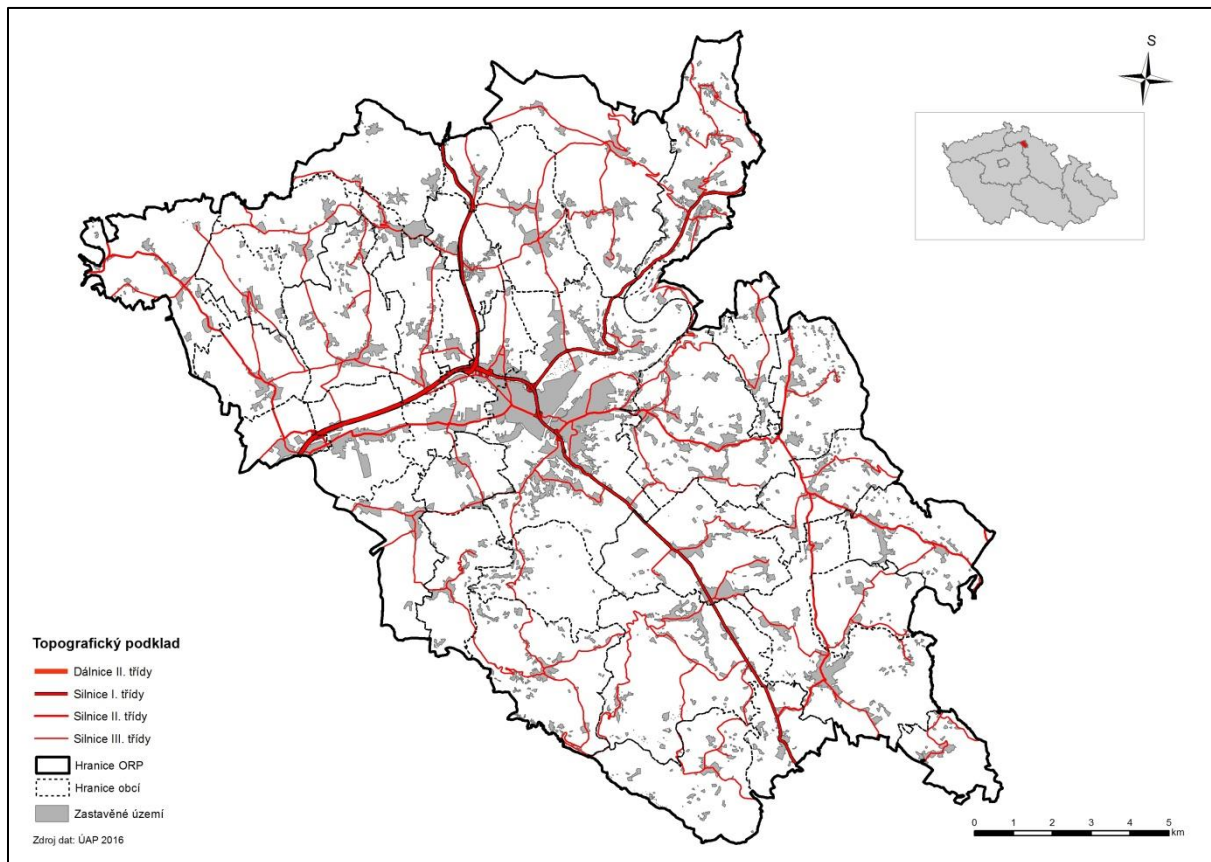 S
Topografický podklad
Dálnice II. třídy
Silnice I. třídy
Silnice II. třídy
Silnice III. třídy
Hranice ORP
Hranice obcí
Zastavěné území
Zdroj dat: ÚAP 2016
0 1 2 3 4 5
km